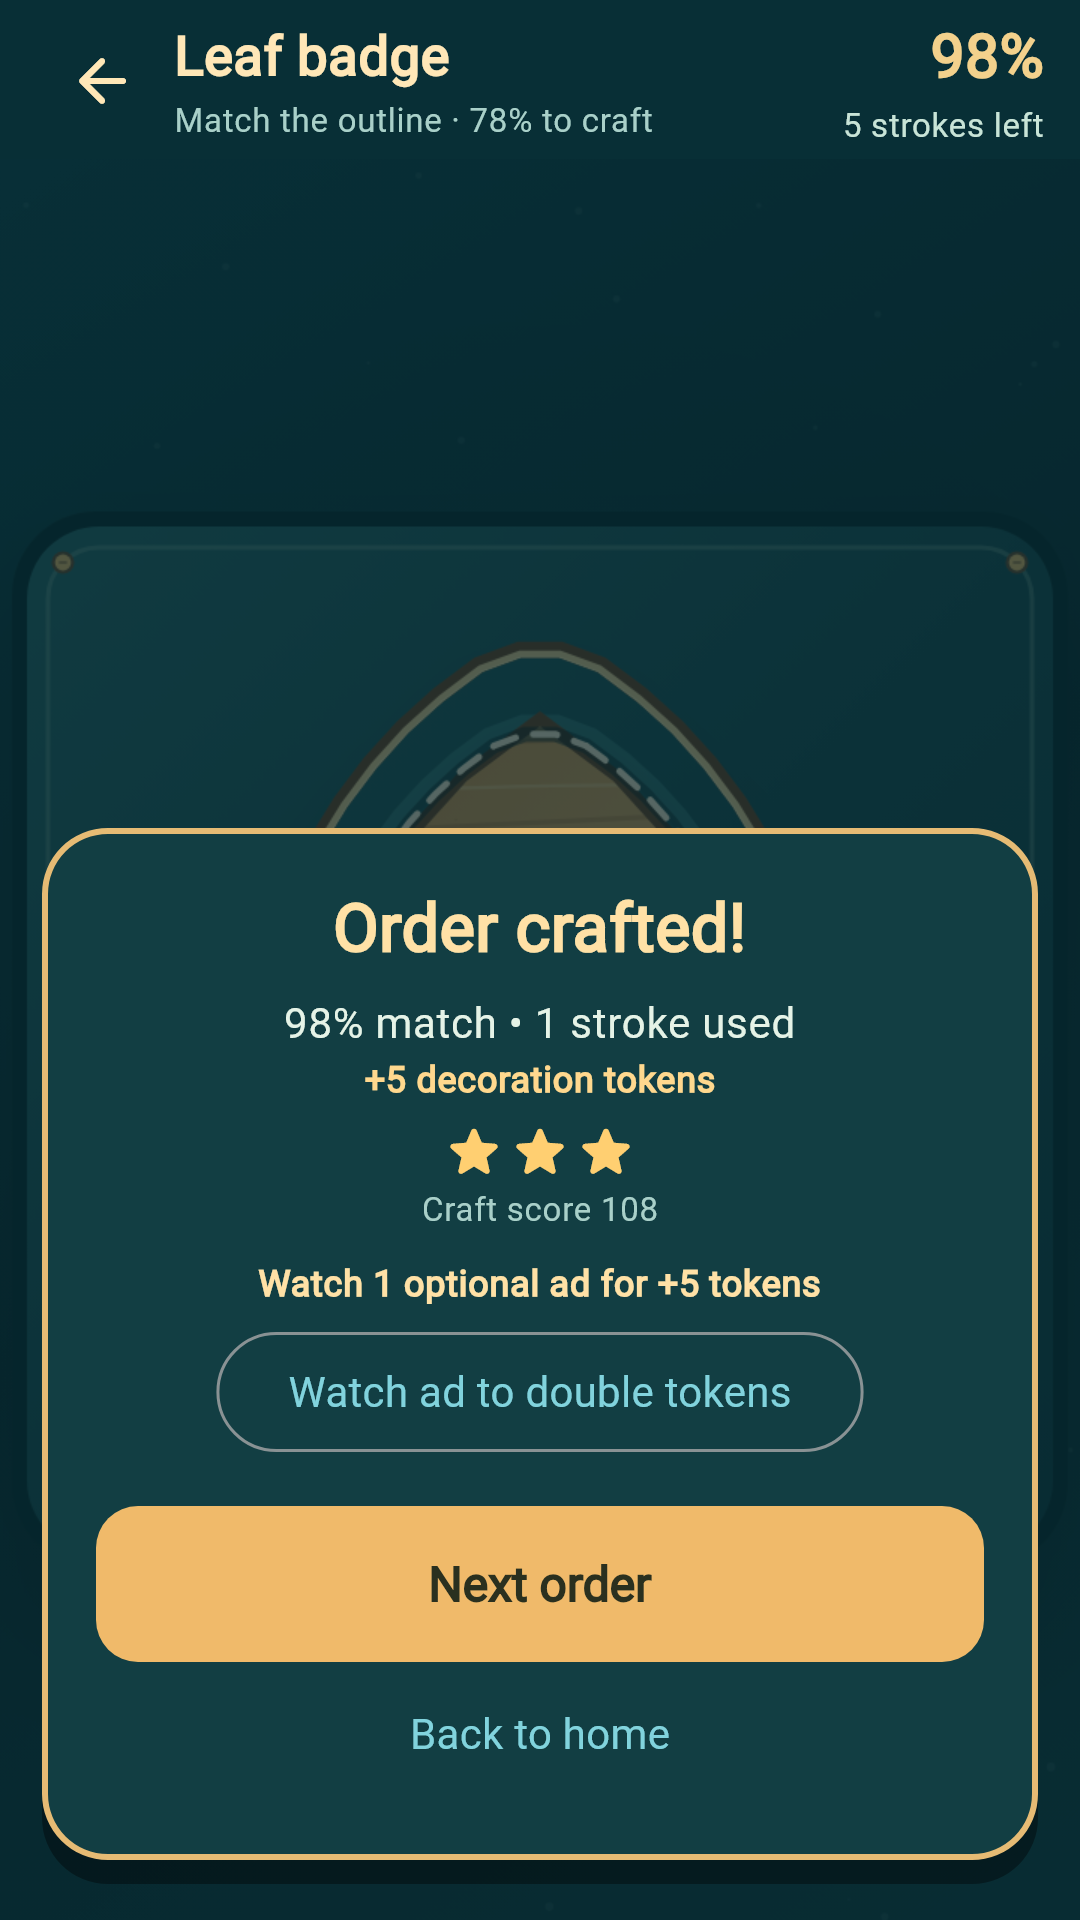 Leaf badge
98%
Match the outline · 78% to craft
5 strokes left
Order crafted!
98% match • 1 stroke used
+5 decoration tokens
Craft score 108
Watch 1 optional ad for +5 tokens
Watch ad to double tokens
Next order
Back to home